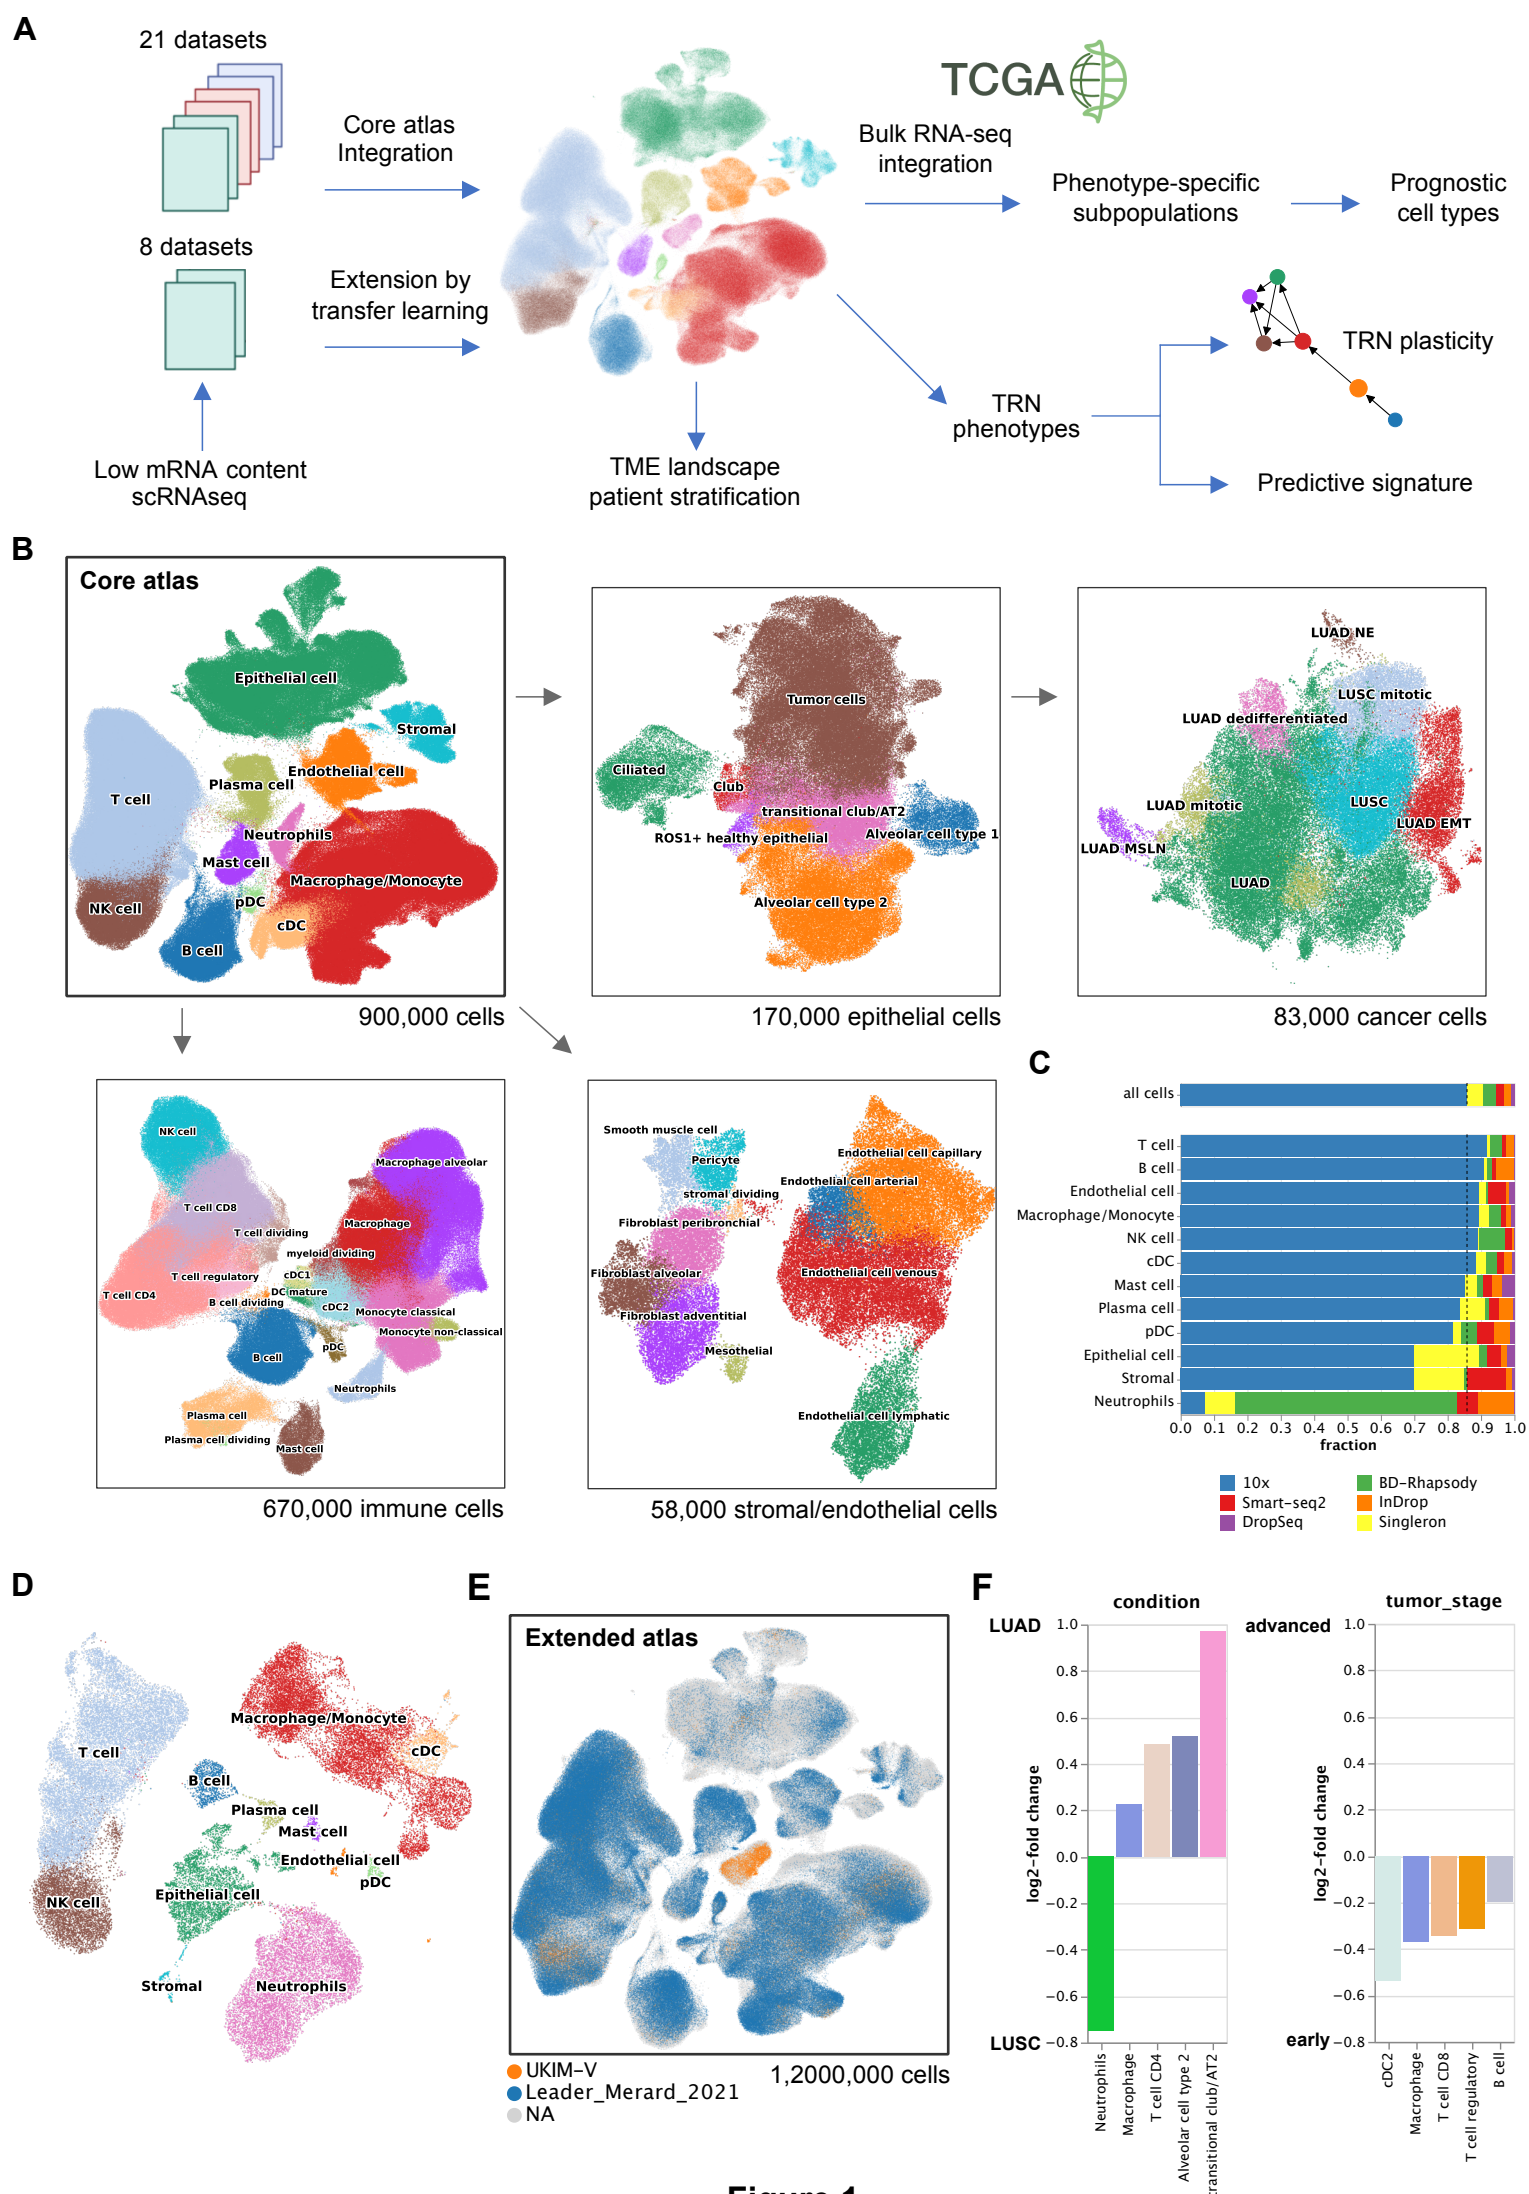 A
21 datasets
Core atlas
Integration
TCGA
Bulk RNA-seq
integration
Phenotype-specific
subpopulations
Prognostic
cell types
8 datasets
Extension by
transfer learning
TRN plasticity
TRN
phenotypes
Low mRNA content
scRNAseq
TME landscape
patient stratification
Predictive signature
B
Core atlas
Epithelial cell
Stromal
Endothelial cell
Plasma cell
T cell
Neutrophils
Mast cell
Macrophage/Monocyte
pDC
NK cell
cDC
B cell
900,000 cells
Tumor cells
Ciliated
Club
transitional club/AT2
ROS1+ healthy epithelial
Alveolar cell type 1
Alveolar cell type 2
170,000 epithelial cells
LUAD NE
LUSC mitotic
LUAD dedifferentiated
LUAD mitotic
LUSC
LUAD EMT
LUAD MSLN
LUAD
83,000 cancer cells
NK cell
Macrophage alveolar
T cell CD8
Macrophage
T cell dividing
myeloid dividing
T cell regulatory
cDC1
DC mature
T cell CD4
B cell dividing
cDC2
Monocyte classical
Monocyte non-classical
pDC
B cell
Neutrophils
Plasma cell
Plasma cell dividing
Mast cell
670,000 immune cells
Smooth muscle cell
Pericyte
Endothelial cell capillary
Endothelial cell arterial
stromal dividing
Fibroblast peribronchial
Fibroblast alveolar
Endothelial cell venous
Fibroblast adventitial
Mesothelial
Endothelial cell lymphatic
58,000 stromal/endothelial cells
C
all cells
T cell
B cell
Endothelial cell
Macrophage/Monocyte
NK cell
cDC
Mast cell
Plasma cell
pDC
Epithelial cell
Stromal
Neutrophils
0.0 0.1 0.2 0.3 0.4 0.5 0.6 0.7 0.8 0.9 1.0
fraction
10x
BD-Rhapsody
Smart-seq2
InDrop
DropSeq
Singleron
D
Macrophage/Monocyte
T cell
cDC
B cell
Plasma cell
Mast cell
Endothelial cell
pDC
Epithelial cell
NK cell
Stromal
Neutrophils
E
Extended atlas
UKIM-V
Leader_Merard_2021
NA
1,2000,000 cells
F
condition
LUAD
LUSC
log2-fold change
1.0
0.8
0.6
0.4
0.2
0.0
−0.2
−0.4
−0.6
−0.8
Neutrophils
Macrophage
T cell CD4
Alveolar cell type 2
transitional club/AT2
tumor_stage
advanced
early
log2-fold change
1.0
0.8
0.6
0.4
0.2
0.0
−0.2
−0.4
−0.6
−0.8
cDC2
Macrophage
T cell CD8
T cell regulatory
B cell
Figure 1